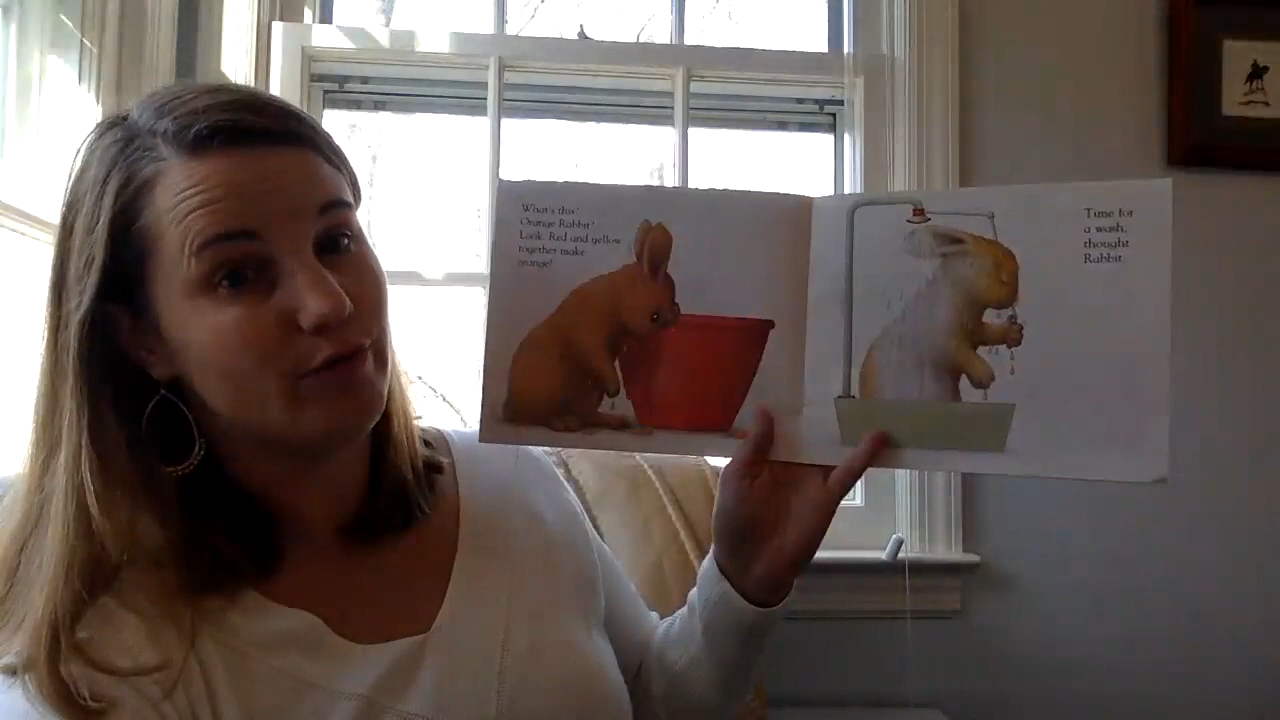 What's this?
Orange Rabbit?
Look. Red and yellow
together make
orange!
Time for
a wash,
thought
Rabbit